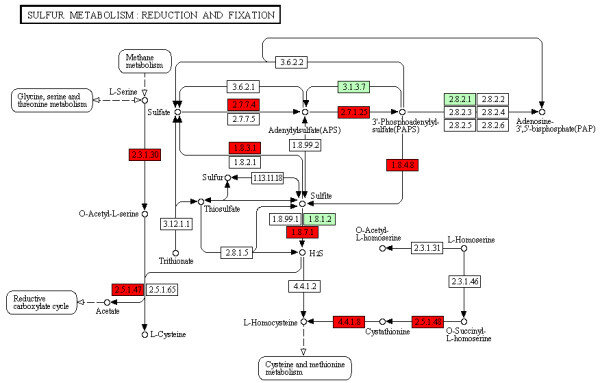 SULFUR METABOLISM : REDUCTION AND FIXATION
Methane
metabolism
3.6.2.2
L-Serine
Glycine, serine and
threonine metabolism
3.6.2.1
3.1.3.7
2.7.7.4
2.7.7.5
Sulfate
2.7.1.25
2.8.2.1
2.8.2.2
2.8.2.3
2.8.2.4
2.8.2.5
2.8.2.6
Adenylylsulfate(APS)
3'-Phosphoadenylyl-
sulfate(PAPS)
Adenosine-
3',5'-bisphosphate(PAP)
2.3.1.30
1.8.3.1
1.8.2.1
1.8.99.2
1.8.4.8
Sulfur
1.13.11.18
Thiosulfate
Sulfite
O-Acetyl-L-serine
3.12.1.1
1.8.99.1
1.8.1.2
1.8.7.1
Trithionate
2.8.1.5
H2S
O-Acetyl-
L-homoserine
2.3.1.31
L-Homoserine
2.3.1.46
2.5.1.47
2.5.1.65
4.4.1.2
Reductive
carboxylate cycle
Acetate
L-Cysteine
L-Homocysteine
4.4.1.8
Cystathionine
2.5.1.48
O-Succinyl-
L-homoserine
Cysteine and methionine
metabolism